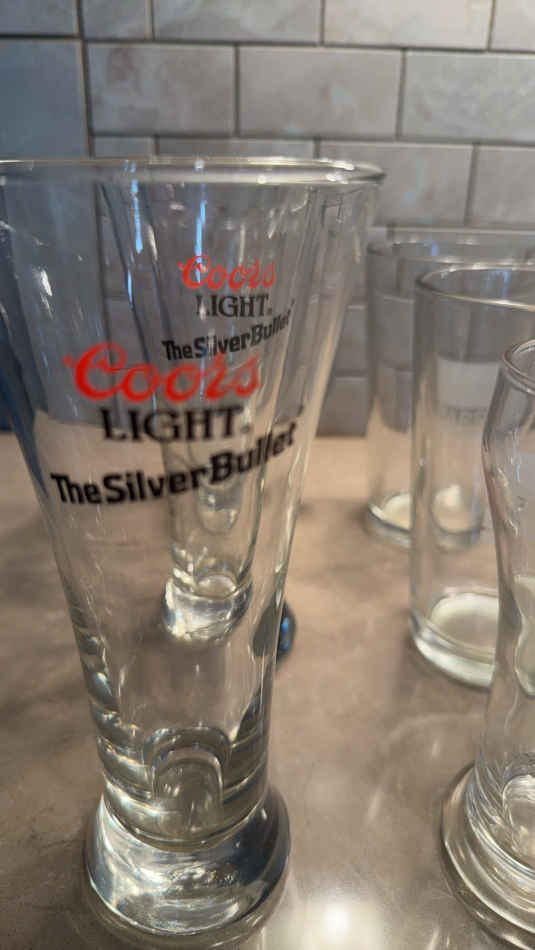 Coors
LIGHT®
The Silver Bullet
Coors
LIGHT®
The Silver Bullet